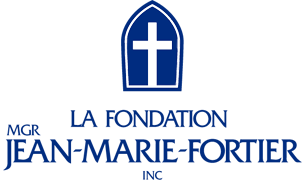 LA FONDATION
MGR
JEAN-MARIE-FORTIER
INC